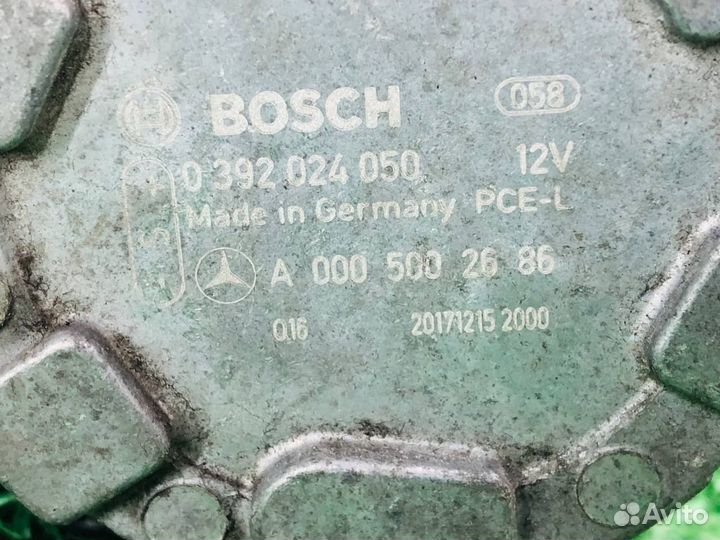 BOSCH 058
0 392 024 050 12V
Made in Germany PCE-L
A 000 500 26 86
Q16 20171215 2000
Avito